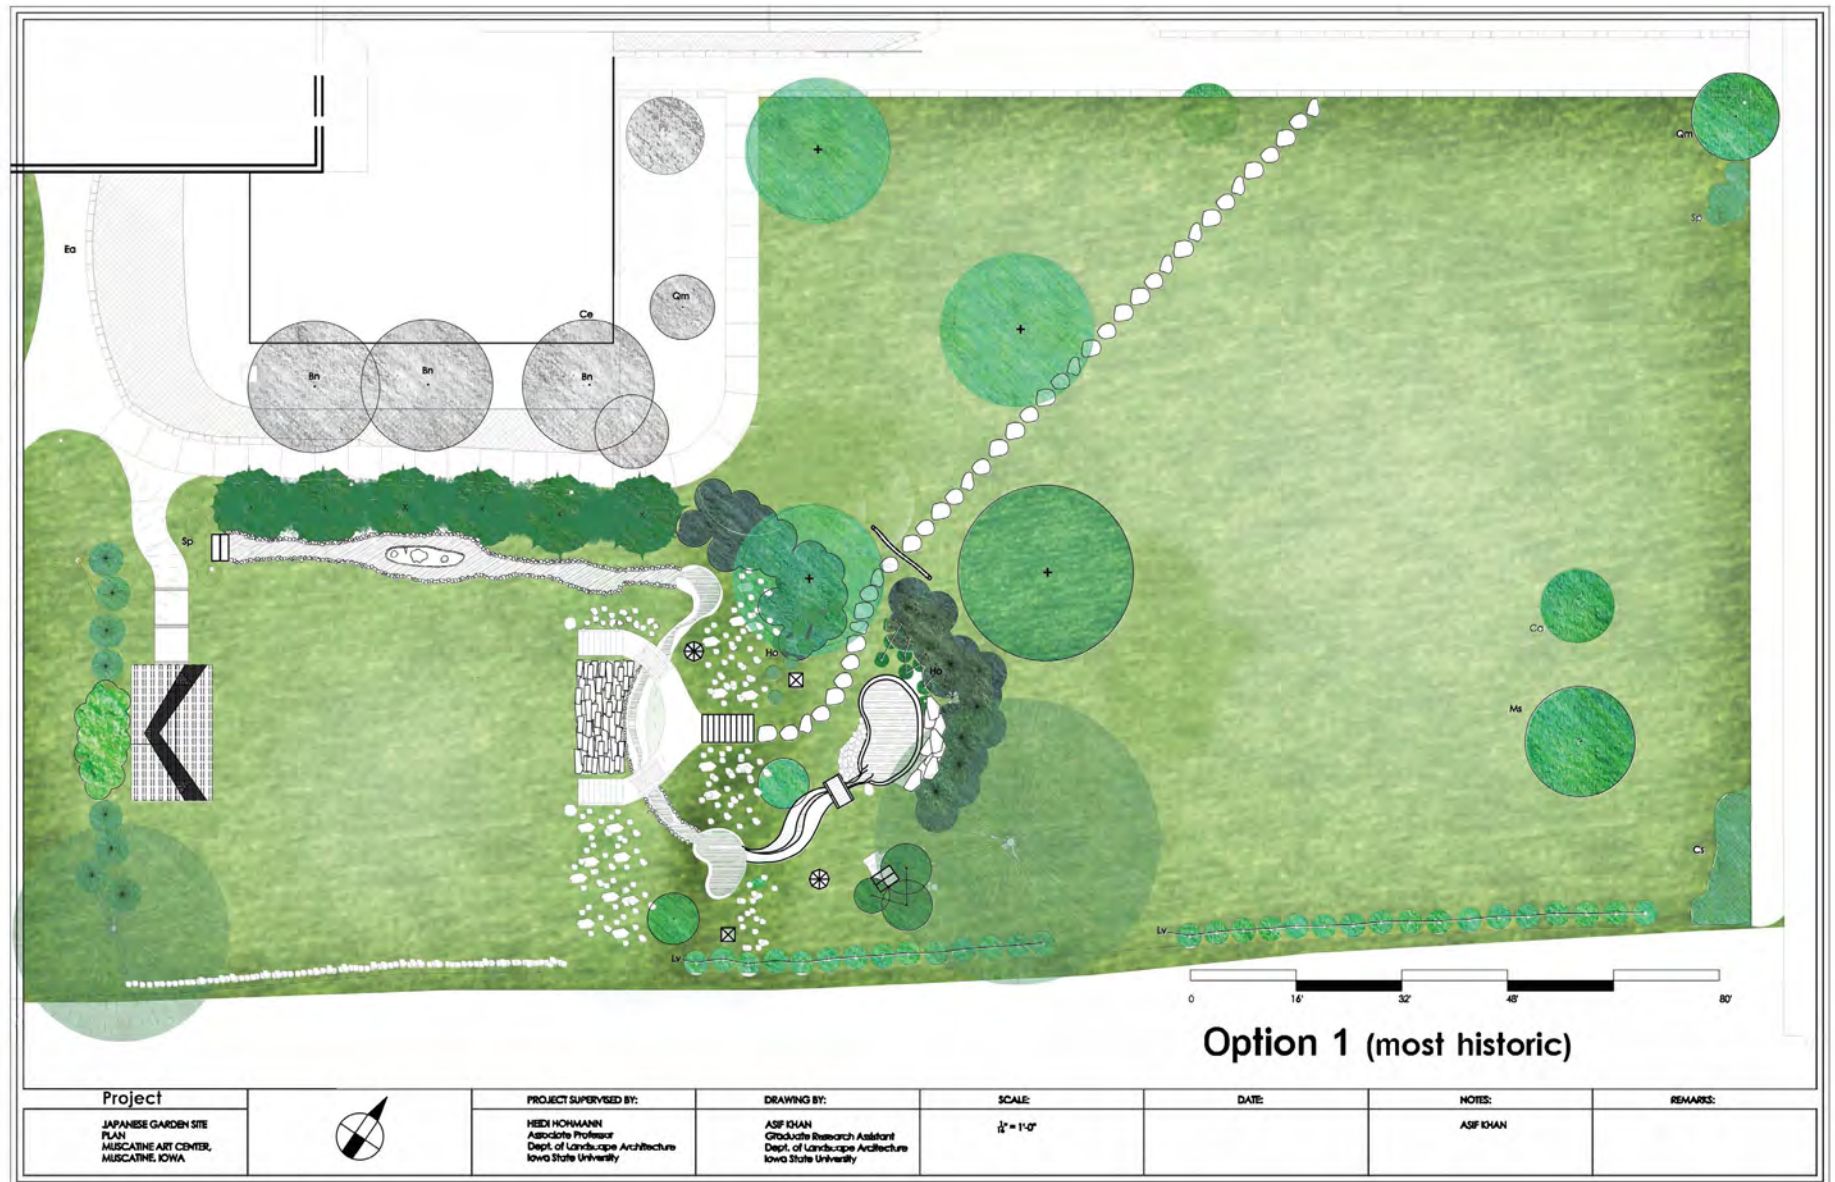 Qm
Sp
Ea
Qm
Ce
Bn
Bn
Bn
Sp
Ho
Ho
Ca
Ms
Cs
Lv
Lv
0 16' 32' 48' 80'
Option 1 (most historic)
Project
JAPANESE GARDEN SITE
PLAN
MUSCATINE ART CENTER,
MUSCATINE, IOWA
PROJECT SUPERVISED BY:
HEIDI HOHMANN
Associate Professor
Dept. of Landscape Architecture
Iowa State University
DRAWING BY:
ASIF KHAN
Graduate Research Assistant
Dept. of Landscape Arcitecture
Iowa State University
SCALE:
DATE:
NOTES:
ASIF KHAN
REMARKS: